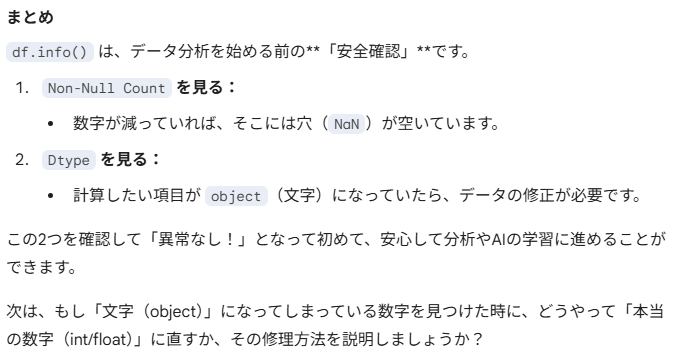 まとめ
df.info() は、データ分析を始める前の**「安全確認」**です。
1. Non-Null Count を見る：
• 数字が減っていれば、そこには穴（NaN）が空いています。
2. Dtype を見る：
• 計算したい項目が object（文字）になっていたら、データの修正が必要です。
この2つを確認して「異常なし！」となって初めて、安心して分析やAIの学習に進めることが
できます。
次は、もし「文字（object）」になってしまっている数字を見つけた時に、どうやって「本当
の数字（int/float）」に直すか、その修理方法を説明しましょうか？